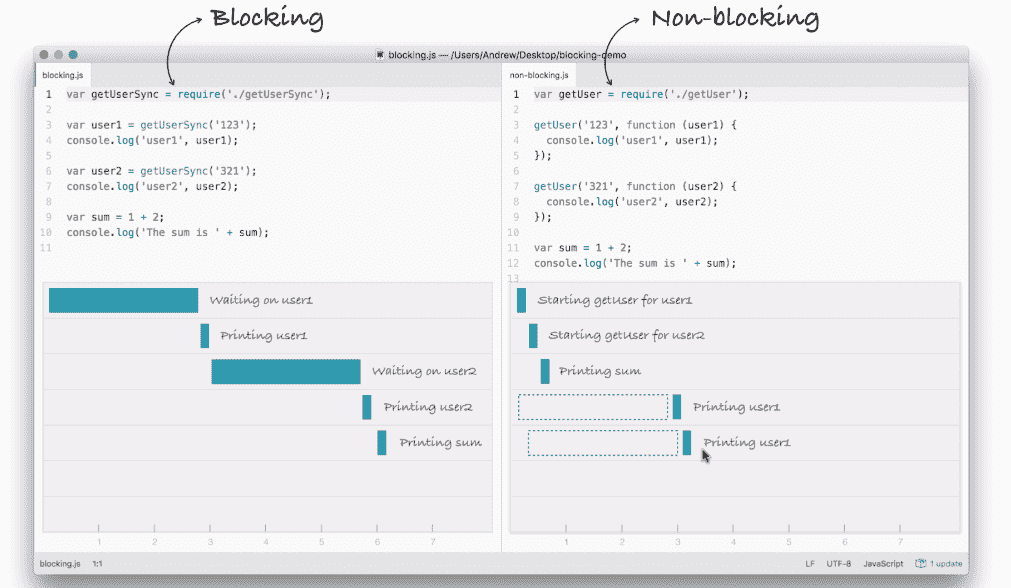 Blocking
Non-blocking
blocking.js — /Users/Andrew/Desktop/blocking-demo
blocking.js
1 var getUserSync = require('./getUserSync');
2
3 var user1 = getUserSync('123');
4 console.log('user1', user1);
5
6 var user2 = getUserSync('321');
7 console.log('user2', user2);
8
9 var sum = 1 + 2;
10 console.log('The sum is ' + sum);
11
Waiting on user1
Printing user1
Waiting on user2
Printing user2
Printing sum
1 2 3 4 5 6 7
non-blocking.js
1 var getUser = require('./getUser');
2
3 getUser('123', function (user1) {
4 console.log('user1', user1);
5 });
6
7 getUser('321', function (user2) {
8 console.log('user2', user2);
9 });
10
11 var sum = 1 + 2;
12 console.log('The sum is ' + sum);
13
Starting getUser for user1
Starting getUser for user2
Printing sum
Printing user1
Printing user1
1 2 3 4 5 6 7
blocking.js 1:1 LF UTF-8 JavaScript 1 update